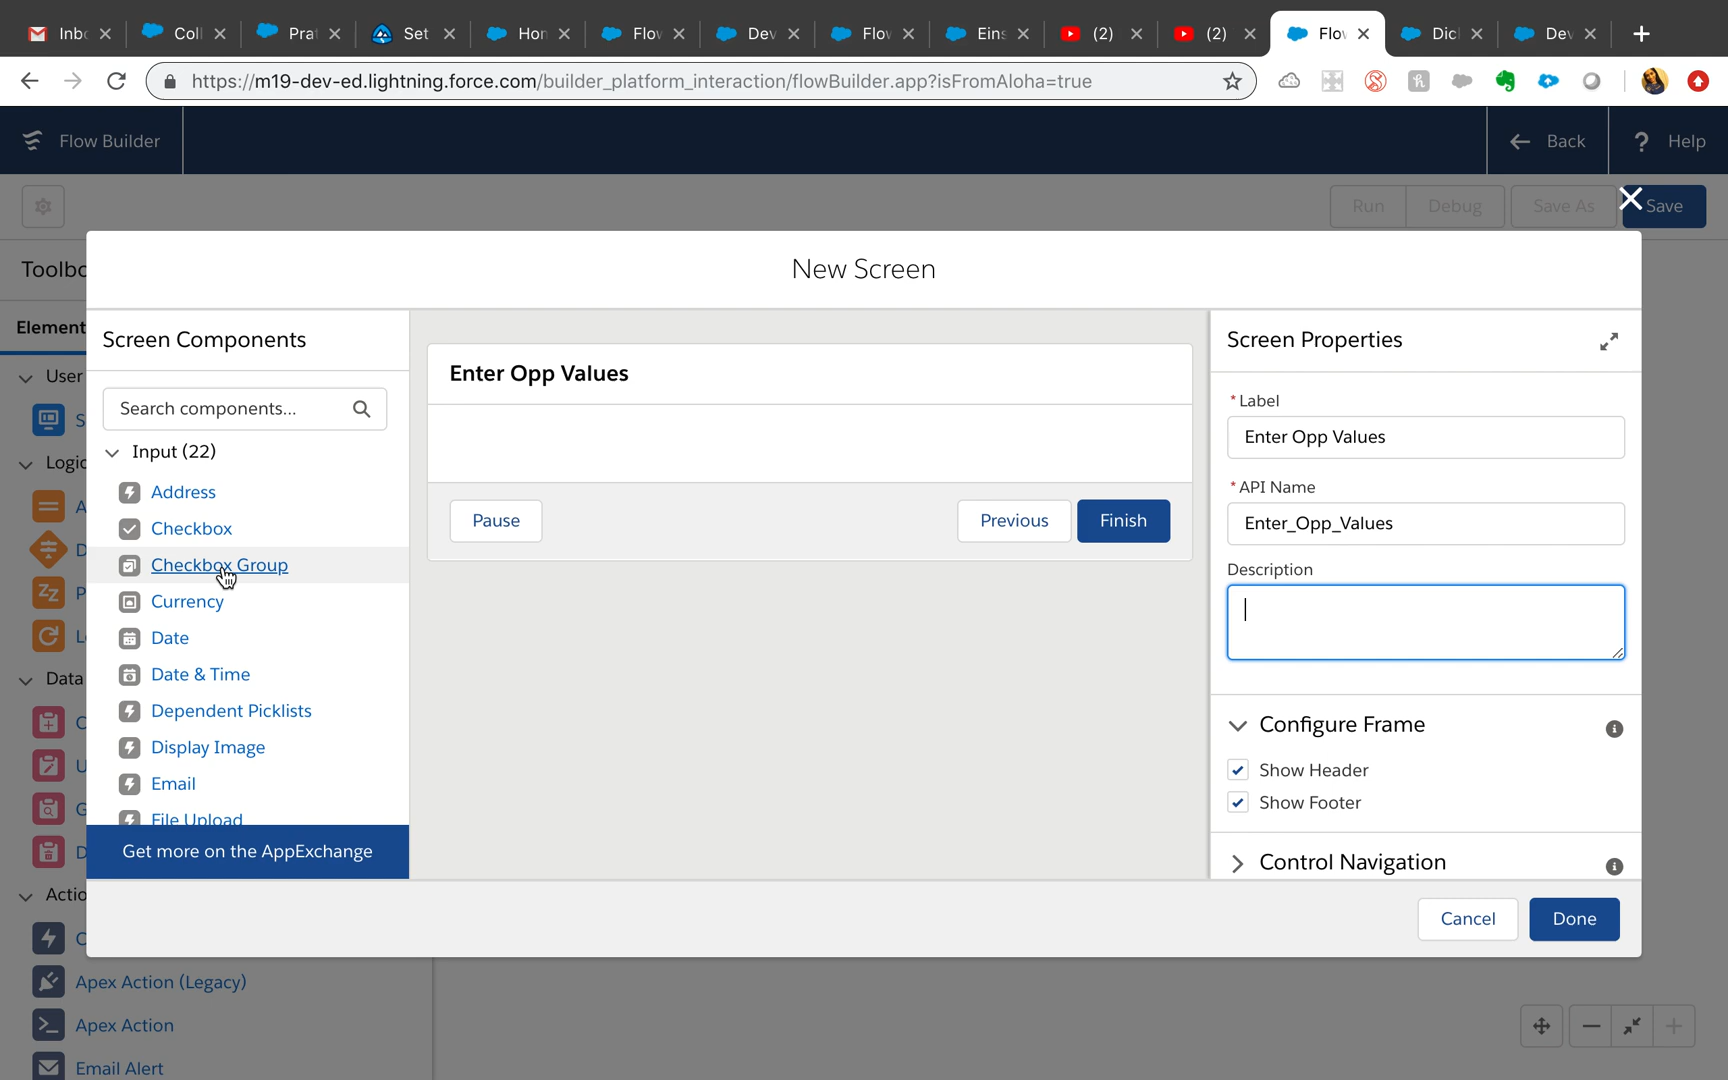 Inb
Coll
Pra
Set
Hor
Flo
Dev
Flo
Eins
(2)
(2)
Flo
Dic
Dev
https://m19-dev-ed.lightning.force.com/builder_platform_interaction/flowBuilder.app?isFromAloha=true
Flow Builder
Back
? Help
Run
Debug
Save As
Save
Toolbo
New Screen
Element
User
Logic
Data
Actio
Apex Action (Legacy)
Apex Action
Email Alert
Screen Components
Search components...
Input (22)
Address
Checkbox
Checkbox Group
Currency
Date
Date & Time
Dependent Picklists
Display Image
Email
File Upload
Get more on the AppExchange
Enter Opp Values
Pause
Previous
Finish
Screen Properties
* Label
Enter Opp Values
* API Name
Enter_Opp_Values
Description
Configure Frame
Show Header
Show Footer
Control Navigation
Cancel
Done